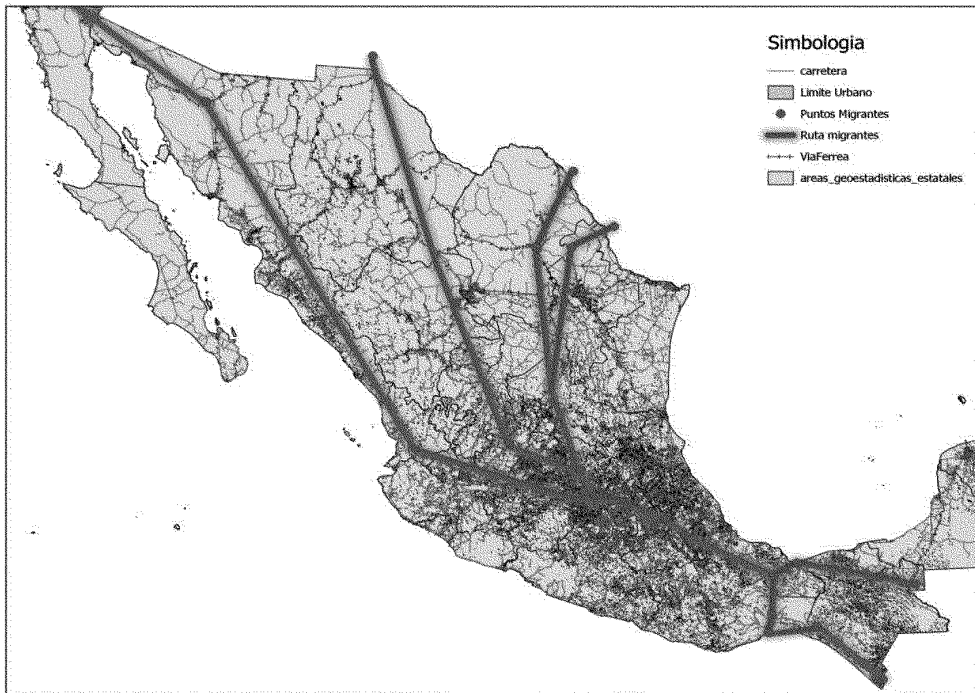 Simbologia
carretera
Limite Urbano
Puntos Migrantes
Ruta migrantes
ViaFerrea
areas_geoestadisticas_estatales